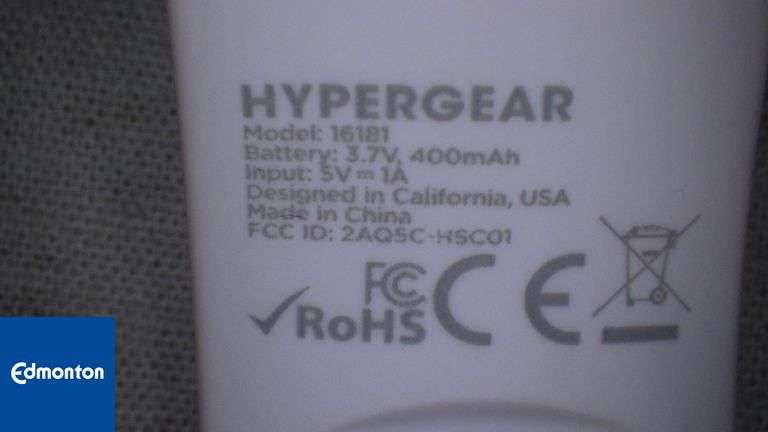 HYPERGEAR
Model: 16181
Battery: 3.7V, 400mAh
Input: 5V⎓1A
Designed in California, USA
Made in China
FCC ID: 2AQ5C-HSC01
FCC
RoHS
CE
Edmonton